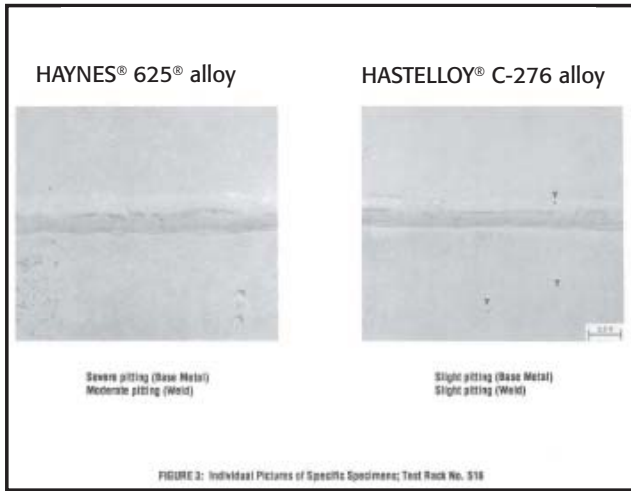 HAYNES® 625® alloy
HASTELLOY® C-276 alloy
Severe pitting (Base Metal)
Moderate pitting (Weld)
Slight pitting (Base Metal)
Slight pitting (Weld)
FIGURE 3: Individual Pictures of Specific Specimens; Test Rack No. S16